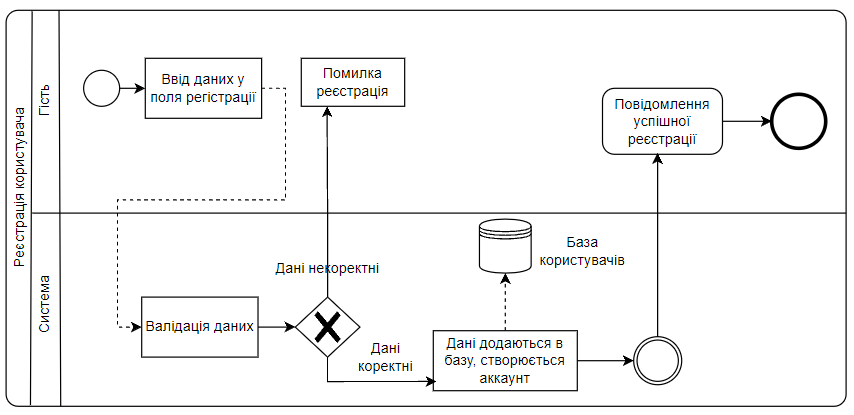 Реєстрація користувача
Гість
Ввід даних у
поля регістрації
Помилка
реєстрація
Повідомлення
успішної
реєстрації
Система
Валідація даних
Дані некоректні
Дані
коректні
База
користувачів
Дані додаються в
базу, створюється
аккаунт